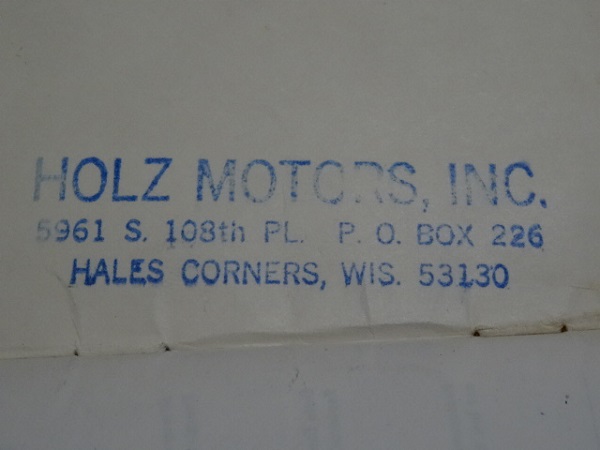 HOLZ MOTORS, INC.
5961 S. 108th PL. P. O. BOX 226
HALES CORNERS, WIS. 53130